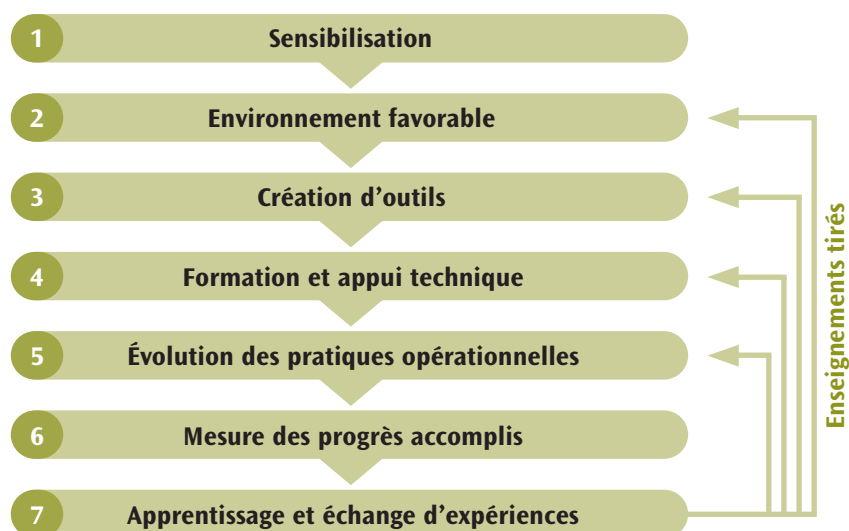 1 Sensibilisation
2 Environnement favorable
3 Création d’outils
4 Formation et appui technique
5 Évolution des pratiques opérationnelles
6 Mesure des progrès accomplis
7 Apprentissage et échange d’expériences
Enseignements tirés